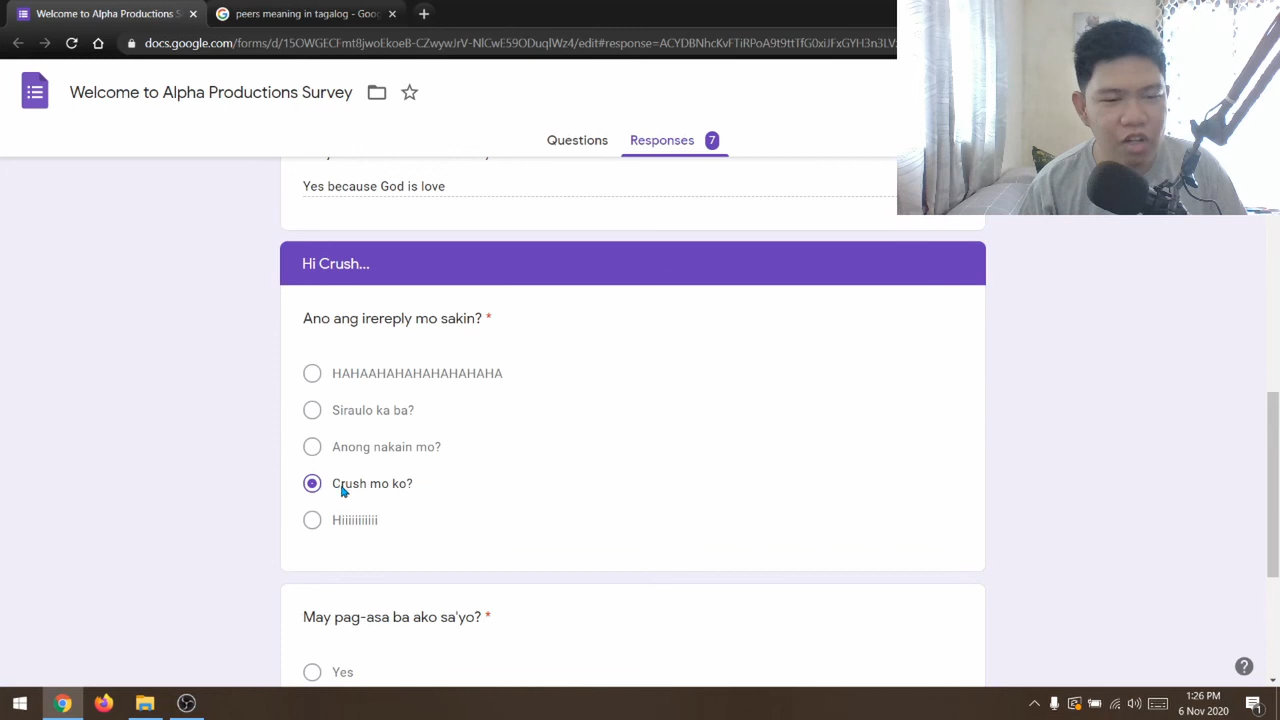 Welcome to Alpha Productions S
peers meaning in tagalog - Goo
docs.google.com/forms/d/15OWGECFmt8jwoEkoeB-CZwywJrV-NlCwE59ODuqlWz4/edit#response=ACYDBNhcKvFTiRPoA9t9ttTfG0xiJFxGYH3n3LV
Welcome to Alpha Productions Survey
Questions
Responses 7
Yes because God is love
Hi Crush...
Ano ang irereply mo sakin? *
HAHAAHAHAHAHAHAHAHA
Siraulo ka ba?
Anong nakain mo?
Crush mo ko?
Hiiiiiiiiiii
May pag-asa ba ako sa'yo? *
Yes
1:26 PM
6 Nov 2020